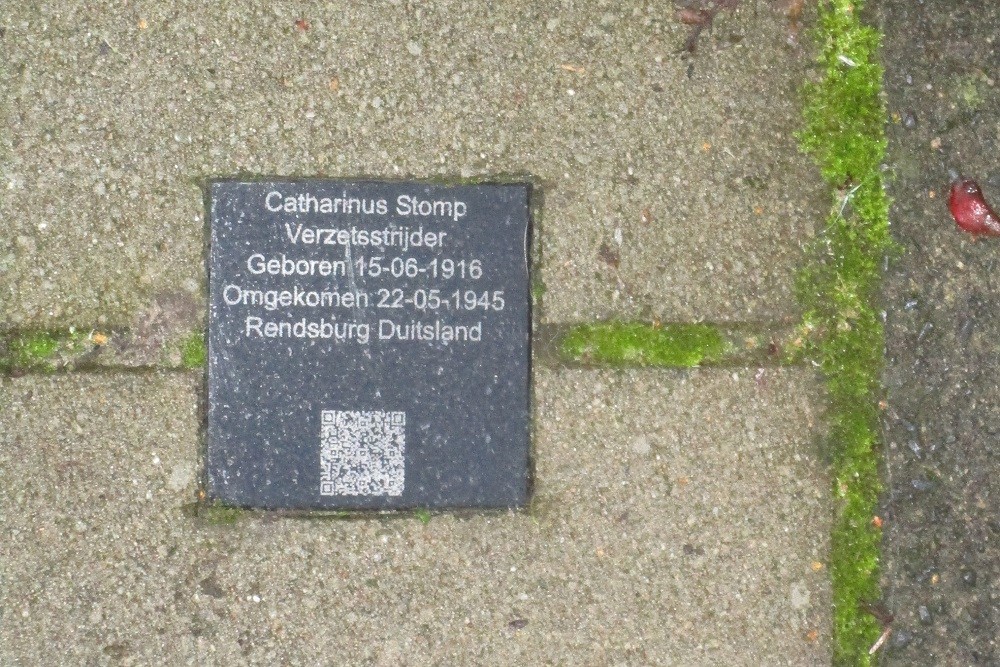 Catharinus Stomp
Verzetsstrijder
Geboren 15-06-1916
Omgekomen 22-05-1945
Rendsburg Duitsland